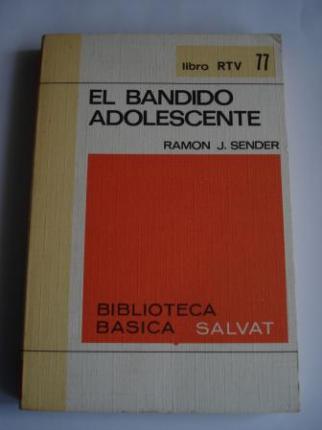 libro RTV 77
EL BANDIDO
ADOLESCENTE
RAMON J. SENDER
BIBLIOTECA
BASICA SALVAT